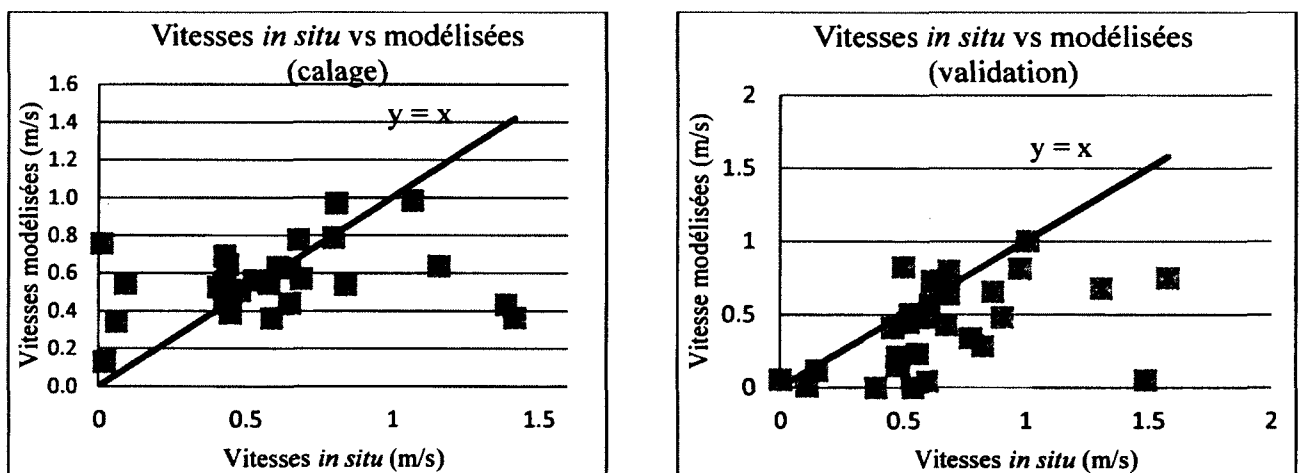 Vitesses in situ vs modélisées
(calage)
Vitesses modélisées (m/s)
1.6
1.4
1.2
1.0
0.8
0.6
0.4
0.2
0.0
y = x
0
0.5
1
1.5
Vitesses in situ (m/s)
Vitesses in situ vs modélisées
(validation)
Vitesse modélisées (m/s)
2
1.5
1
0.5
0
y = x
0
0.5
1
1.5
2
Vitesses in situ (m/s)